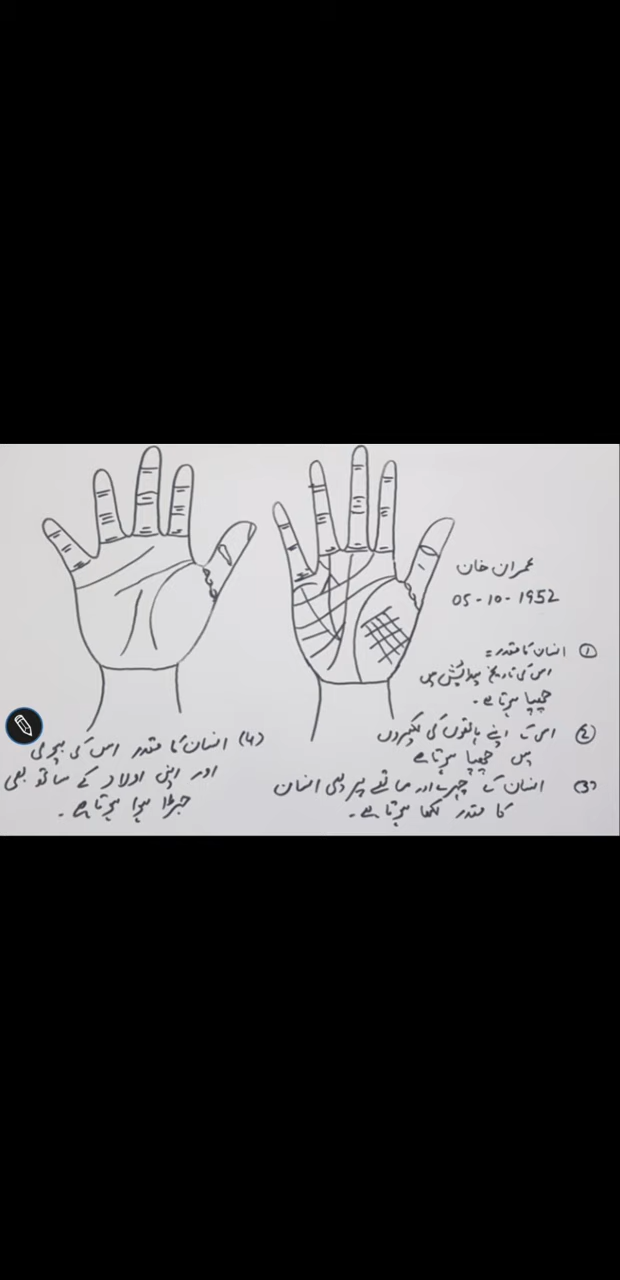 عمران خان
05-10-1952
① انسان کا مقدر =
اس کی تاریخ پیدائش میں
چھپا ہوتا ہے۔
② اس کے اپنے ہاتھوں کی لکیروں
میں چھپا ہوتا ہے
(3) انسان کے چہرے اور ماتھے پر بھی انسان
کا مقدر لکھا ہوتا ہے۔
(4) انسان کا مقدر اس کی بیوی
اور اپنی اولاد کے ساتھ بھی
جڑا ہوا ہوتا ہے۔